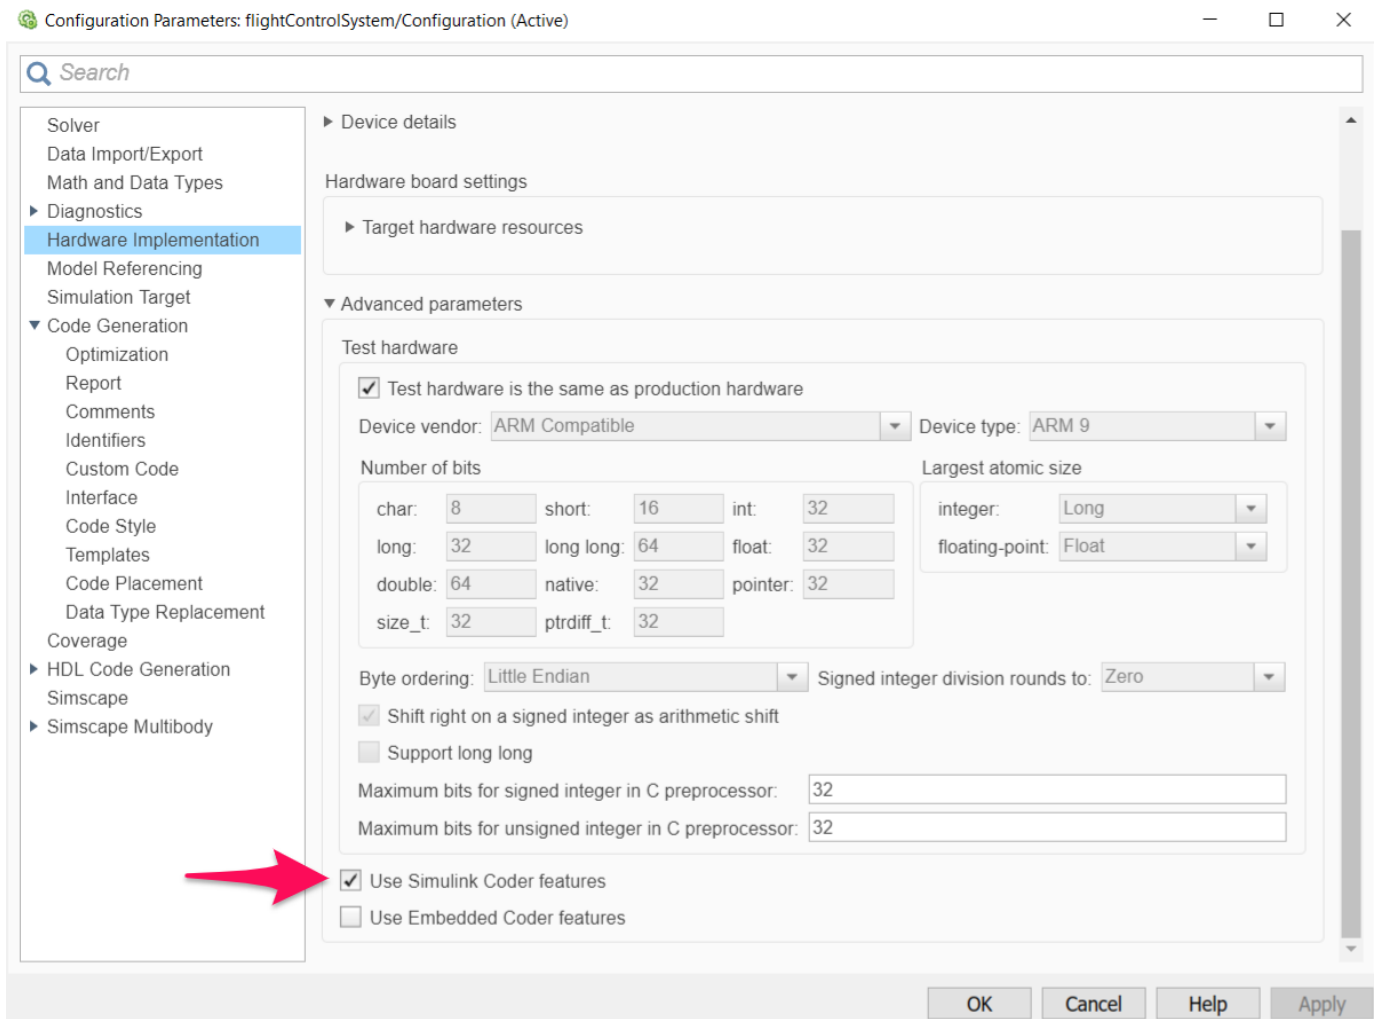 Configuration Parameters: flightControlSystem/Configuration (Active)
Search
Solver
Data Import/Export
Math and Data Types
Diagnostics
Hardware Implementation
Model Referencing
Simulation Target
Code Generation
Optimization
Report
Comments
Identifiers
Custom Code
Interface
Code Style
Templates
Code Placement
Data Type Replacement
Coverage
HDL Code Generation
Simscape
Simscape Multibody
Device details
Hardware board settings
Target hardware resources
Advanced parameters
Test hardware
Test hardware is the same as production hardware
Device vendor: ARM Compatible Device type: ARM 9
Number of bits Largest atomic size
char: 8 short: 16 int: 32 integer: Long
long: 32 long long: 64 float: 32 floating-point: Float
double: 64 native: 32 pointer: 32
size_t: 32 ptrdiff_t: 32
Byte ordering: Little Endian Signed integer division rounds to: Zero
Shift right on a signed integer as arithmetic shift
Support long long
Maximum bits for signed integer in C preprocessor: 32
Maximum bits for unsigned integer in C preprocessor: 32
Use Simulink Coder features
Use Embedded Coder features
OK Cancel Help Apply